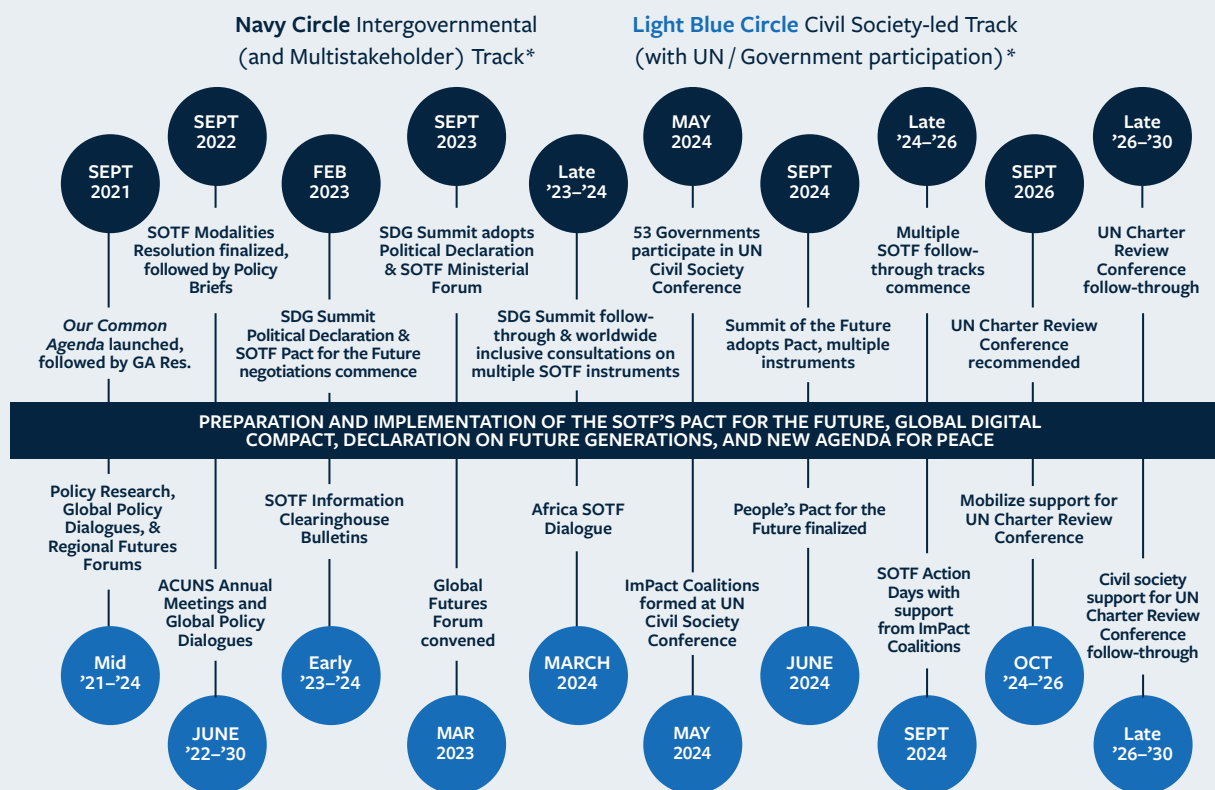 Navy Circle Intergovernmental
(and Multistakeholder) Track*
Light Blue Circle Civil Society-led Track
(with UN / Government participation)*
SEPT
2021
Our Common
Agenda launched,
followed by GA Res.
SEPT
2022
SOTF Modalities
Resolution finalized,
followed by Policy
Briefs
FEB
2023
SDG Summit
Political Declaration &
SOTF Pact for the Future
negotiations commence
SEPT
2023
SDG Summit adopts
Political Declaration
& SOTF Ministerial
Forum
Late
’23–’24
SDG Summit follow-
through & worldwide
inclusive consultations on
multiple SOTF instruments
MAY
2024
53 Governments
participate in UN
Civil Society
Conference
SEPT
2024
Summit of the Future
adopts Pact, multiple
instruments
Late
’24–’26
Multiple
SOTF follow-
through tracks
commence
SEPT
2026
UN Charter Review
Conference
recommended
Late
’26–’30
UN Charter
Review
Conference
follow-through
PREPARATION AND IMPLEMENTATION OF THE SOTF’S PACT FOR THE FUTURE, GLOBAL DIGITAL
COMPACT, DECLARATION ON FUTURE GENERATIONS, AND NEW AGENDA FOR PEACE
Policy Research,
Global Policy
Dialogues, &
Regional Futures
Forums
Mid
’21–’24
ACUNS Annual
Meetings and
Global Policy
Dialogues
JUNE
’22–’30
SOTF Information
Clearinghouse
Bulletins
Early
’23–’24
Global
Futures
Forum
convened
MAR
2023
Africa SOTF
Dialogue
MARCH
2024
ImPact Coalitions
formed at UN
Civil Society
Conference
MAY
2024
People’s Pact for the
Future finalized
JUNE
2024
SOTF Action
Days with
support
from ImPact
Coalitions
SEPT
2024
Mobilize support for
UN Charter Review
Conference
OCT
’24–’26
Civil society
support for UN
Charter Review
Conference
follow-through
Late
’26–’30